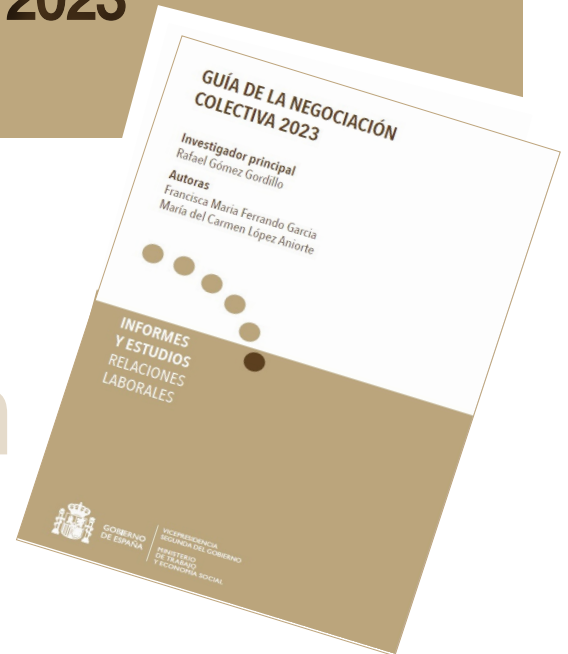 2023
GUÍA DE LA NEGOCIACIÓN
COLECTIVA 2023
Investigador principal
Rafael Gómez Gordillo
Autoras
Francisca María Ferrando García
María del Carmen López Aniorte
INFORMES
Y ESTUDIOS
RELACIONES
LABORALES
GOBIERNO
DE ESPAÑA
VICEPRESIDENCIA
SEGUNDA DEL GOBIERNO
MINISTERIO
DE TRABAJO
Y ECONOMÍA SOCIAL